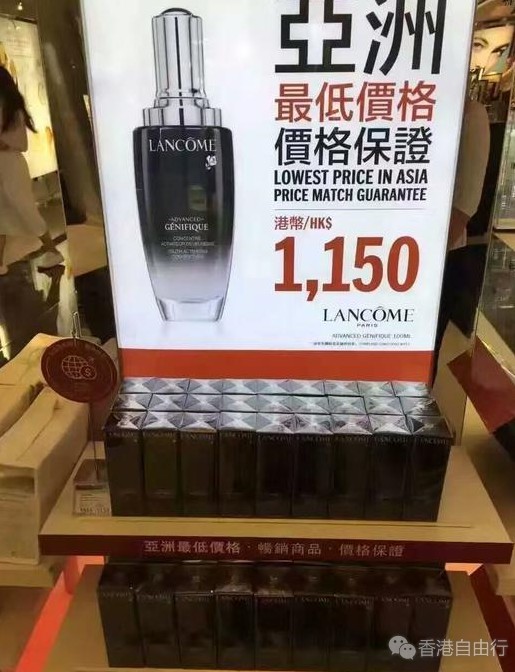 亞洲
最低價格
價格保證
LOWEST PRICE IN ASIA
PRICE MATCH GUARANTEE
港幣/HK$
1,150
LANCÔME
PARIS
ADVANCED GÉNIFIQUE 100ML
LANCÔME
ADVANCED
GÉNIFIQUE
亞洲最低價格·暢銷商品·價格保證
香港自由行